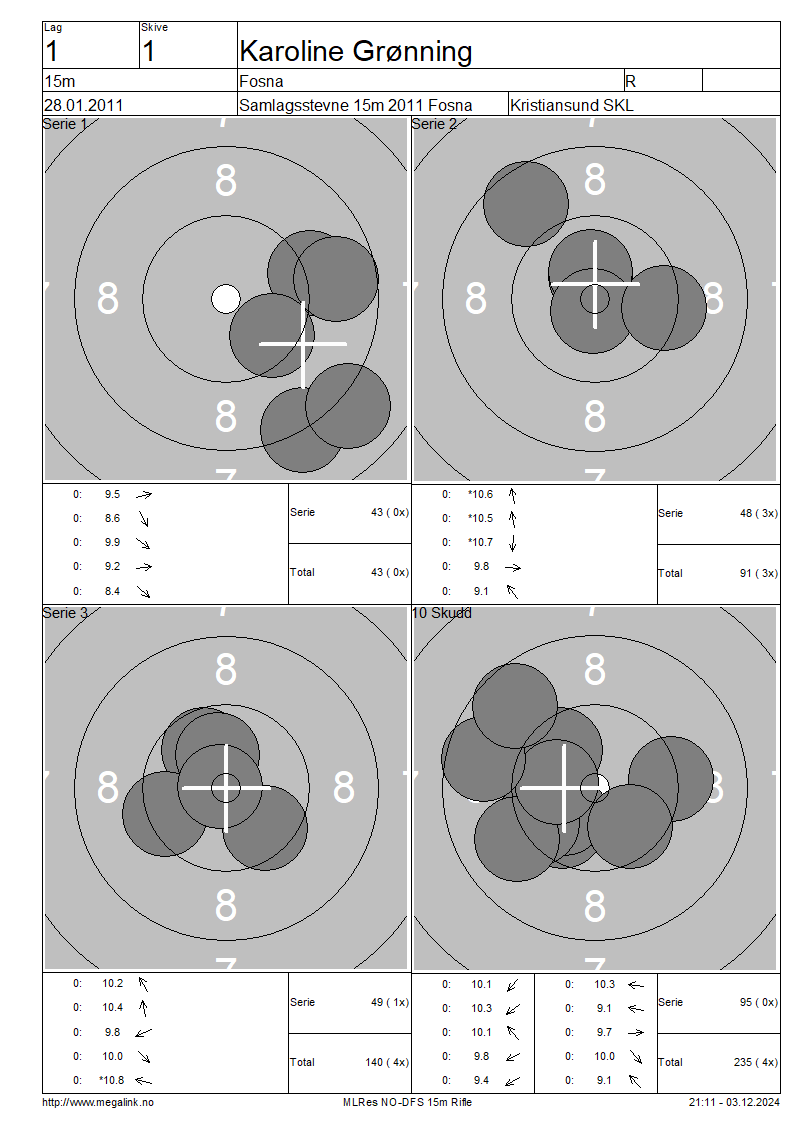 Lag
Skive
1
1
Karoline Grønning
15m
Fosna
R
28.01.2011
Samlagsstevne 15m 2011 Fosna
Kristiansund SKL
Serie 1
7
8
8
8
7
7
Serie 2
7
8
8
8
8
7
7
0: 9.5
0: 8.6
0: 9.9
0: 9.2
0: 8.4
Serie 43 ( 0x)
Total 43 ( 0x)
0: *10.6
0: *10.5
0: *10.7
0: 9.8
0: 9.1
Serie 48 ( 3x)
Total 91 ( 3x)
Serie 3
7
8
8
8
8
7
7
10 Skudd
7
8
8
8
7
7
0: 10.2
0: 10.4
0: 9.8
0: 10.0
0: *10.8
Serie 49 ( 1x)
Total 140 ( 4x)
0: 10.1
0: 10.3
0: 10.1
0: 9.8
0: 9.4
0: 10.3
0: 9.1
0: 9.7
0: 10.0
0: 9.1
Serie 95 ( 0x)
Total 235 ( 4x)
http://www.megalink.no
MLRes NO-DFS 15m Rifle
21:11 - 03.12.2024